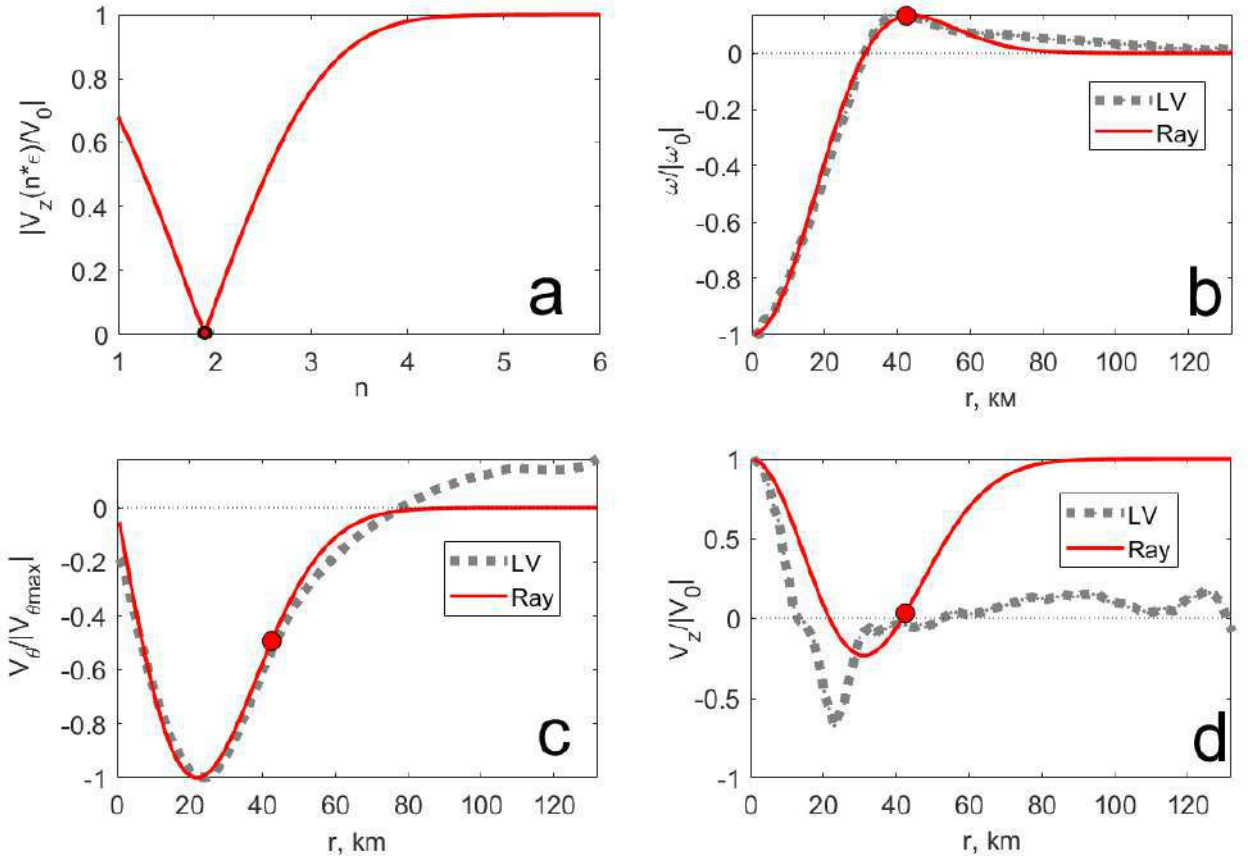 1
0.8
0.6
0.4
0.2
0
|V_z(n*ε)/V_0|
1 2 3 4 5 6
n
a
0
-0.2
-0.4
-0.6
-0.8
-1
ω/|ω_0|
LV
Ray
0 20 40 60 80 100 120
r, км
b
0
-0.2
-0.4
-0.6
-0.8
-1
V_θ/|V_θmax|
LV
Ray
0 20 40 60 80 100 120
r, km
c
1
0.5
0
-0.5
-1
V_z/|V_0|
LV
Ray
0 20 40 60 80 100 120
r, km
d